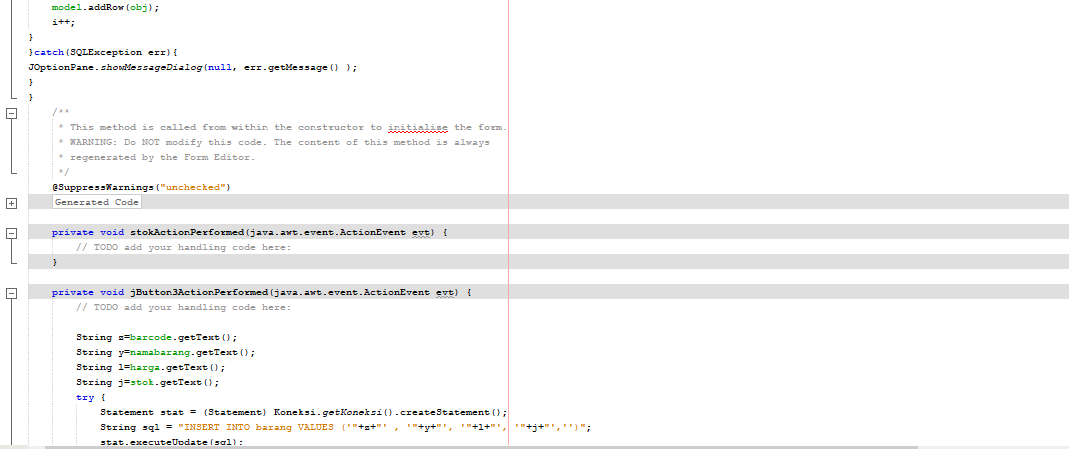 model.addRow(obj);
i++;
}
}catch(SQLException err){
JOptionPane.showMessageDialog(null, err.getMessage() );
}
}
/**
* This method is called from within the constructor to initialise the form.
* WARNING: Do NOT modify this code. The content of this method is always
* regenerated by the Form Editor.
*/
@SuppressWarnings("unchecked")
Generated Code
private void stokActionPerformed(java.awt.event.ActionEvent evt) {
// TODO add your handling code here:
}
private void jButton3ActionPerformed(java.awt.event.ActionEvent evt) {
// TODO add your handling code here:
String z=barcode.getText();
String y=namabarang.getText();
String l=harga.getText();
String j=stok.getText();
try {
Statement stat = (Statement) Koneksi.getKoneksi().createStatement();
String sql = "INSERT INTO barang VALUES ('"+z+"' , '"+y+"', '"+l+"', '"+j+"','')";
stat.executeUpdate(sql);